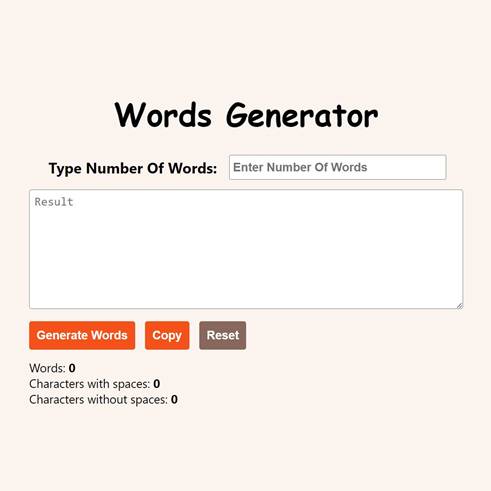 Words Generator
Type Number Of Words: Enter Number Of Words
Result
Generate Words Copy Reset
Words: 0
Characters with spaces: 0
Characters without spaces: 0